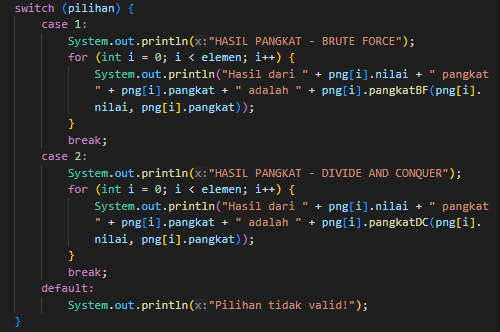 switch (pilihan) {
case 1:
System.out.println(x:"HASIL PANGKAT - BRUTE FORCE");
for (int i = 0; i < elemen; i++) {
System.out.println("Hasil dari " + png[i].nilai + " pangkat
" + png[i].pangkat + " adalah " + png[i].pangkatBF(png[i].
nilai, png[i].pangkat));
}
break;
case 2:
System.out.println(x:"HASIL PANGKAT - DIVIDE AND CONQUER");
for (int i = 0; i < elemen; i++) {
System.out.println("Hasil dari " + png[i].nilai + " pangkat
" + png[i].pangkat + " adalah " + png[i].pangkatDC(png[i].
nilai, png[i].pangkat));
}
break;
default:
System.out.println(x:"Pilihan tidak valid!");
}